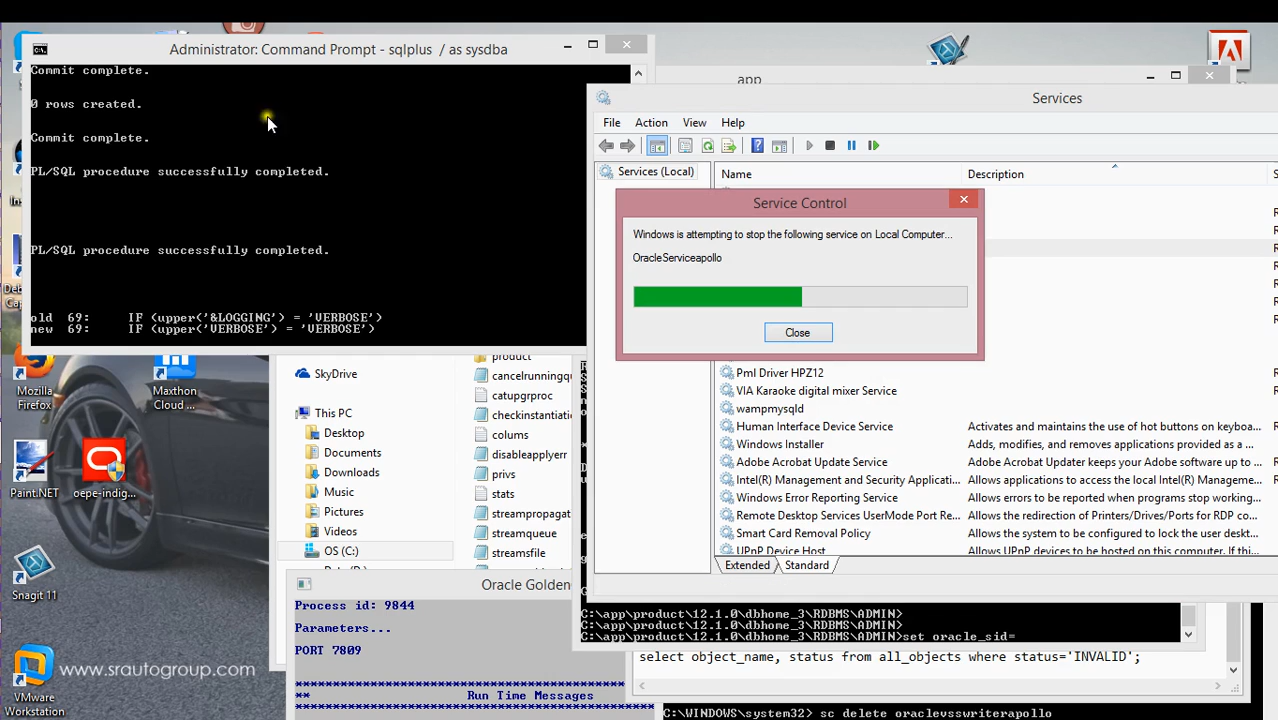 Administrator: Command Prompt - sqlplus / as sysdba
Commit complete.
0 rows created.
Commit complete.
PL/SQL procedure successfully completed.
PL/SQL procedure successfully completed.
old 69: IF (upper('&LOGGING') = 'VERBOSE')
new 69: IF (upper('VERBOSE') = 'VERBOSE')
app
Services
File Action View Help
Services (Local)
Name Description
Service Control
Windows is attempting to stop the following service on Local Computer...
OracleServiceapollo
Close
Pml Driver HPZ12
VIA Karaoke digital mixer Service
wampmysqld
Human Interface Device Service Activates and maintains the use of hot buttons on keyboa...
Windows Installer Adds, modifies, and removes applications provided as a ...
Adobe Acrobat Update Service Adobe Acrobat Updater keeps your Adobe software up to ...
Intel(R) Management and Security Applicati... Allows applications to access the local Intel(R) Manageme...
Windows Error Reporting Service Allows errors to be reported when programs stop working...
Remote Desktop Services UserMode Port Re... Allows the redirection of Printers/Drives/Ports for RDP co...
Smart Card Removal Policy Allows the system to be configured to lock the user deskt...
UPnP Device Host Allows UPnP devices to be hosted on this computer. If thi...
Extended Standard
Mozilla
Firefox
Maxthon
Cloud ...
Paint.NET
oepe-indig...
Snagit 11
VMware
Workstation
www.srautogroup.com
SkyDrive
This PC
Desktop
Documents
Downloads
Music
Pictures
Videos
OS (C:)
product
cancelrunningqu
catupgrproc
checkinstantiatic
colums
disableapplyerr
privs
stats
streampropagat
streamqueue
streamsfile
Oracle Golden
Process id: 9844
Parameters...
PORT 7809
*********************************************
** Run Time Messages
*********************************************
C:\app\product\12.1.0\dbhome_3\RDBMS\ADMIN>
C:\app\product\12.1.0\dbhome_3\RDBMS\ADMIN>
C:\app\product\12.1.0\dbhome_3\RDBMS\ADMIN>set oracle_sid=
select object_name, status from all_objects where status='INVALID';
C:\WINDOWS\system32> sc delete oraclevsswriterapollo